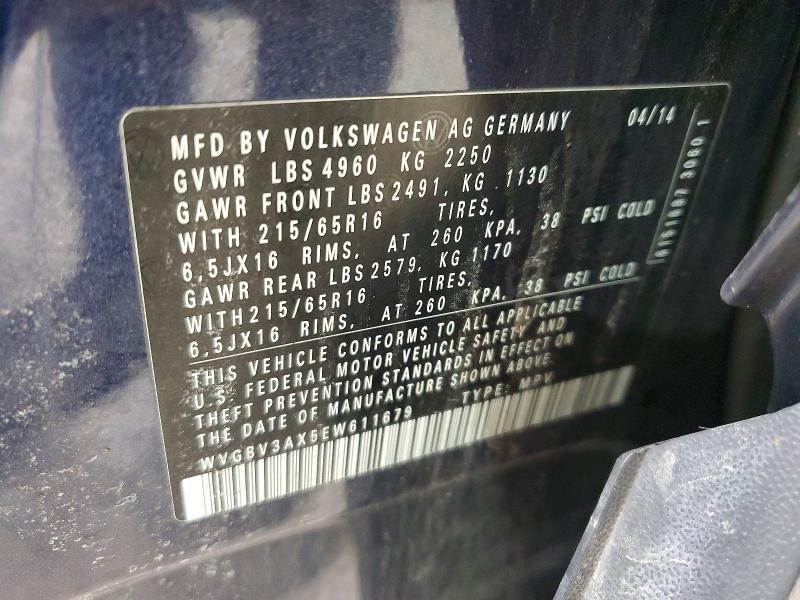 MFD BY VOLKSWAGEN AG GERMANY 04/14
GVWR LBS 4960 KG 2250
GAWR FRONT LBS 2491, KG 1130
WITH 215/65R16 TIRES,
6,5JX16 RIMS, AT 260 KPA, 38 PSI COLD
GAWR REAR LBS 2579, KG 1170
WITH 215/65R16 TIRES,
6,5JX16 RIMS, AT 260 KPA, 38 PSI COLD
THIS VEHICLE CONFORMS TO ALL APPLICABLE
U.S. FEDERAL MOTOR VEHICLE SAFETY AND
THEFT PREVENTION STANDARDS IN EFFECT ON
THE DATE OF MANUFACTURE SHOWN ABOVE.
WVGBV3AX5EW611679 TYPE: MPV